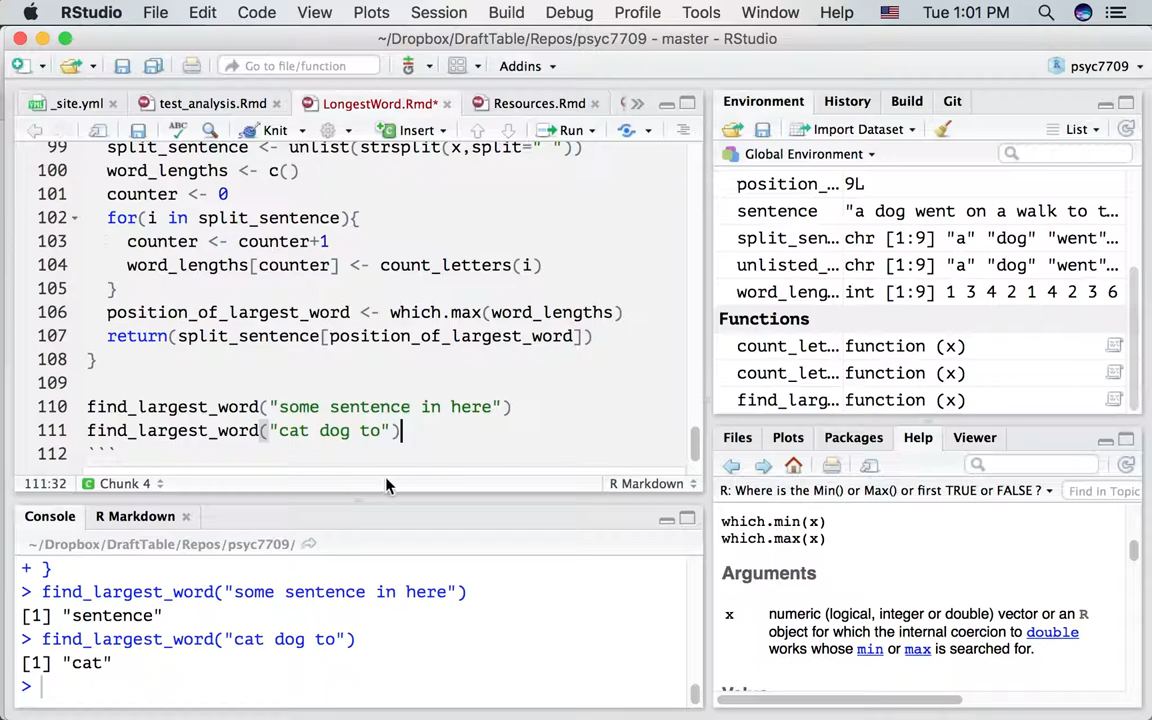 RStudio File Edit Code View Plots Session Build Debug Profile Tools Window Help Tue 1:01 PM
~/Dropbox/DraftTable/Repos/psyc7709 - master - RStudio
Go to file/function Addins psyc7709
_site.yml test_analysis.Rmd LongestWord.Rmd* Resources.Rmd
Knit Insert Run
99 split_sentence <- unlist(strsplit(x,split=" "))
100 word_lengths <- c()
101 counter <- 0
102 for(i in split_sentence){
103 counter <- counter+1
104 word_lengths[counter] <- count_letters(i)
105 }
106 position_of_largest_word <- which.max(word_lengths)
107 return(split_sentence[position_of_largest_word])
108 }
109
110 find_largest_word("some sentence in here")
111 find_largest_word("cat dog to")
112 ```
111:32 Chunk 4 R Markdown
Console R Markdown
~/Dropbox/DraftTable/Repos/psyc7709/
+ }
> find_largest_word("some sentence in here")
[1] "sentence"
> find_largest_word("cat dog to")
[1] "cat"
>
Environment History Build Git
Import Dataset List
Global Environment
position_... 9L
sentence "a dog went on a walk to t...
split_sen... chr [1:9] "a" "dog" "went"...
unlisted_... chr [1:9] "a" "dog" "went"...
word_leng... int [1:9] 1 3 4 2 1 4 2 3 6
Functions
count_let... function (x)
count_let... function (x)
find_larg... function (x)
Files Plots Packages Help Viewer
R: Where is the Min() or Max() or first TRUE or FALSE ? Find in Topic
which.min(x)
which.max(x)
Arguments
x numeric (logical, integer or double) vector or an R
object for which the internal coercion to double
works whose min or max is searched for.